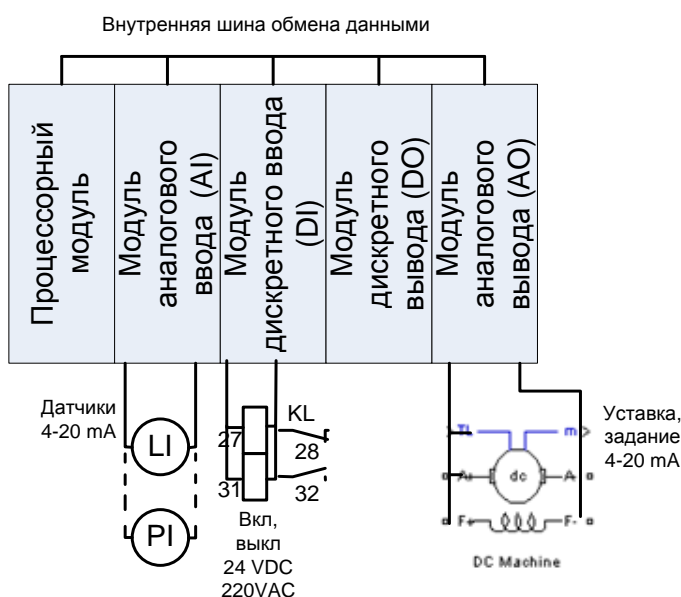 Внутренняя шина обмена данными
Процессорный
модуль
Модуль
аналогового
ввода (AI)
Модуль
дискретного ввода
(DI)
Модуль
дискретного
вывода (DO)
Модуль
аналогового
вывода (AO)
Датчики
4-20 mA
LI
PI
27
31
KL
28
32
Вкл,
выкл
24 VDC
220VAC
TL
m
A+
dc
A-
F+
F-
DC Machine
Уставка,
задание
4-20 mA